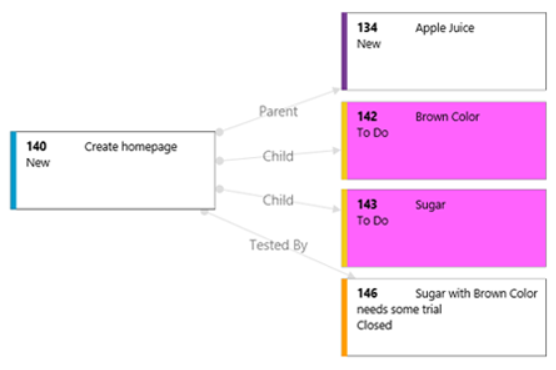 140 Create homepage
New
Parent
Child
Child
Tested By
134 Apple Juice
New
142 Brown Color
To Do
143 Sugar
To Do
146 Sugar with Brown Color
needs some trial
Closed